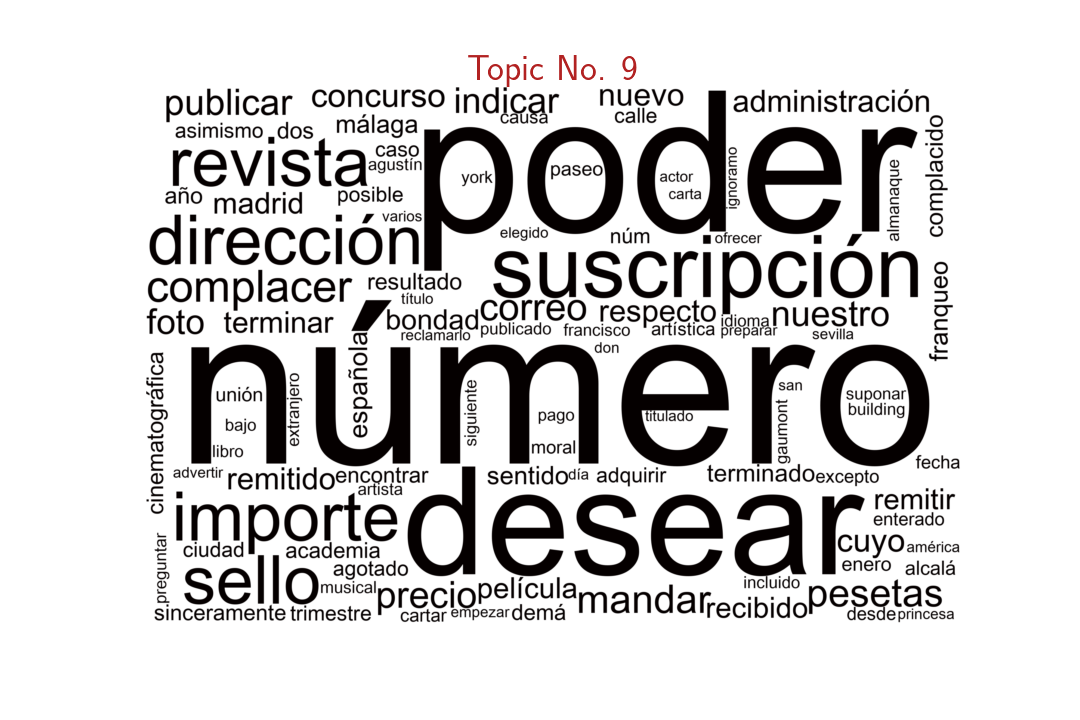 Topic No. 9
publicar concurso indicar nuevo administración
asimismo dos málaga causa calle
revista caso agustín poder
york paseo actor carta ignoramo almanaque complacido
año madrid posible varios
dirección elegido núm ofrecer
suscripción
complacer resultado título
foto terminar bondad correo respecto nuestro franqueo
reclamarlo publicado francisco artística idioma preparar sevilla
don
número
cinematográfica unión bajo libro extranjero española siguiente pago moral titulado san gaumont suponar building
advertir remitido encontrar sentido día adquirir terminado excepto fecha
artista
importe desear remitir
enterado
ciudad academia cuyo américa
preguntar sello agotado enero alcalá
musical precio película mandar incluido pesetas
sinceramente trimestre cartar empezar demá recibido desde princesa